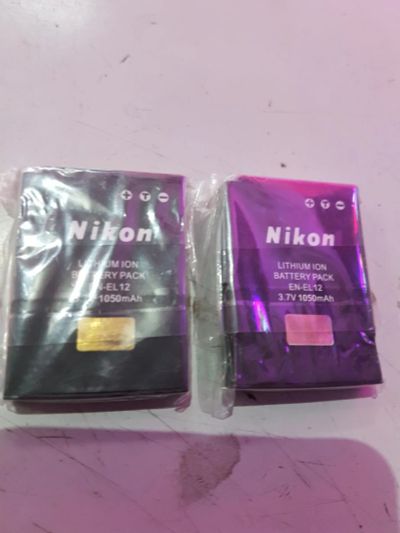 + T −
Nikon
LITHIUM ION
BATTERY PACK
EN-EL12
1050mAh
+ T −
Nikon
LITHIUM ION
BATTERY PACK
EN-EL12
3.7V 1050mAh